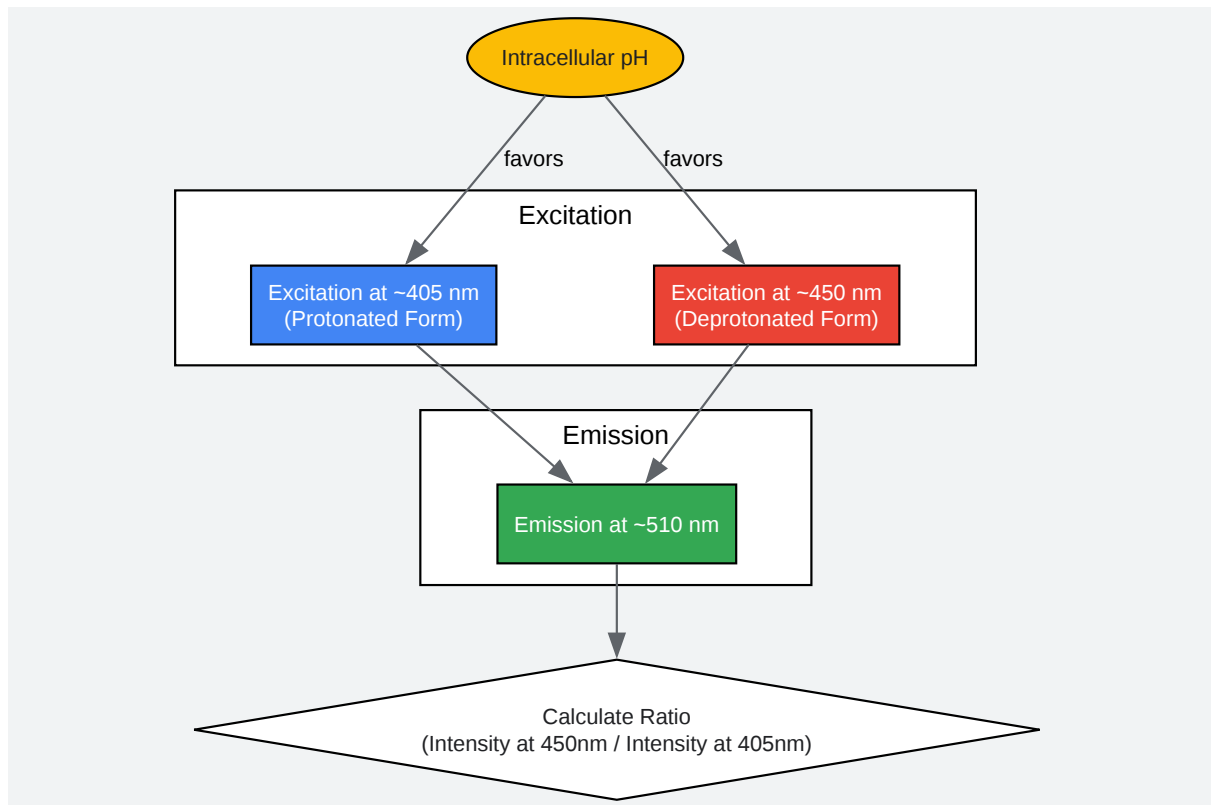 Intracellular pH
favors
favors
Excitation
Excitation at ~405 nm
(Protonated Form)
Excitation at ~450 nm
(Deprotonated Form)
Emission
Emission at ~510 nm
Calculate Ratio
(Intensity at 450nm / Intensity at 405nm)